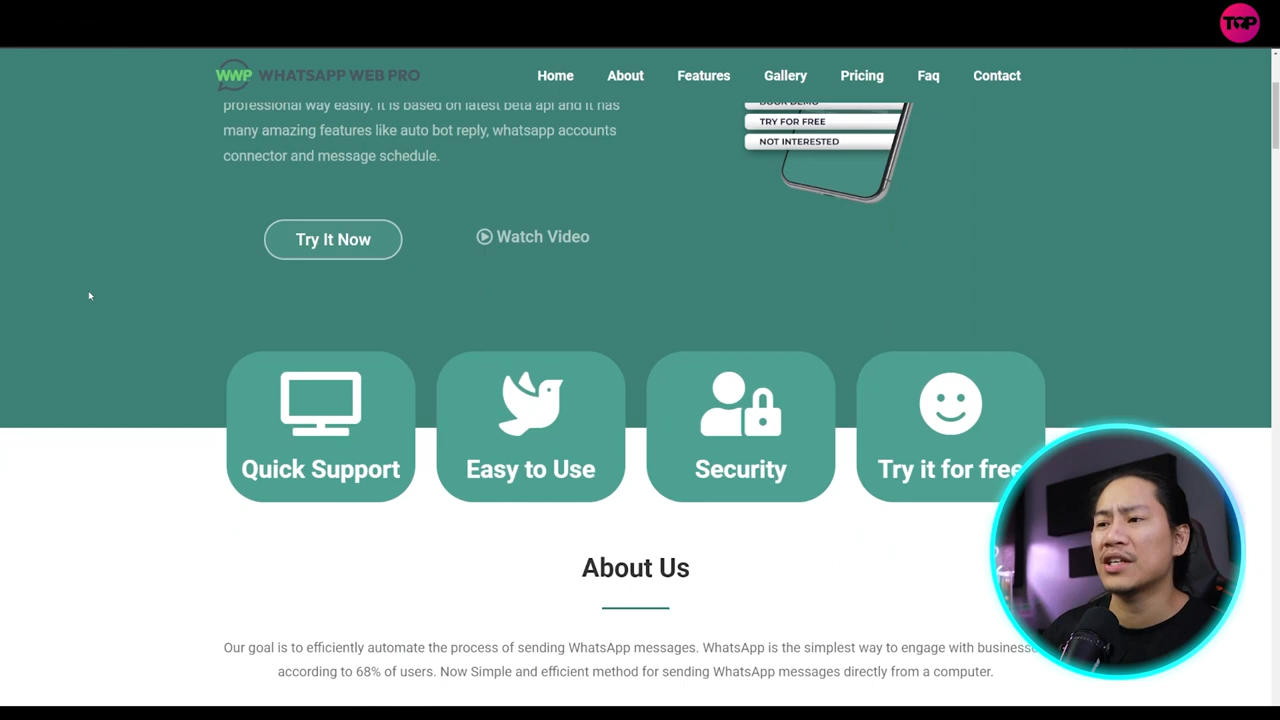 TOP
WWP WHATSAPP WEB PRO
Home About Features Gallery Pricing Faq Contact
professional way easily. It is based on latest beta api and it has
many amazing features like auto bot reply, whatsapp accounts
connector and message schedule.
BOOK DEMO
TRY FOR FREE
NOT INTERESTED
Try It Now
Watch Video
Quick Support
Easy to Use
Security
Try it for free
About Us
Our goal is to efficiently automate the process of sending WhatsApp messages. WhatsApp is the simplest way to engage with
according to 68% of users. Now Simple and efficient method for sending WhatsApp messages directly from a computer.